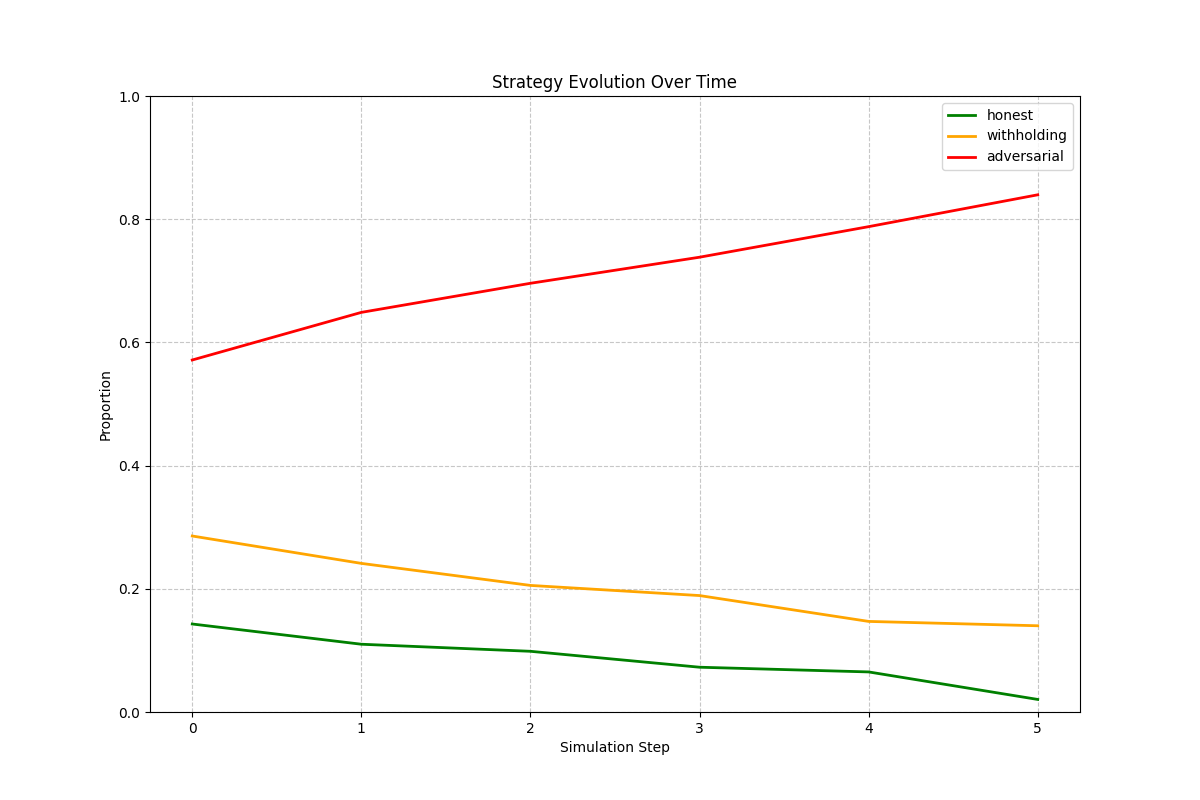 Strategy Evolution Over Time
1.0
0.8
0.6
0.4
0.2
0.0
Proportion
honest
withholding
adversarial
0 1 2 3 4 5
Simulation Step